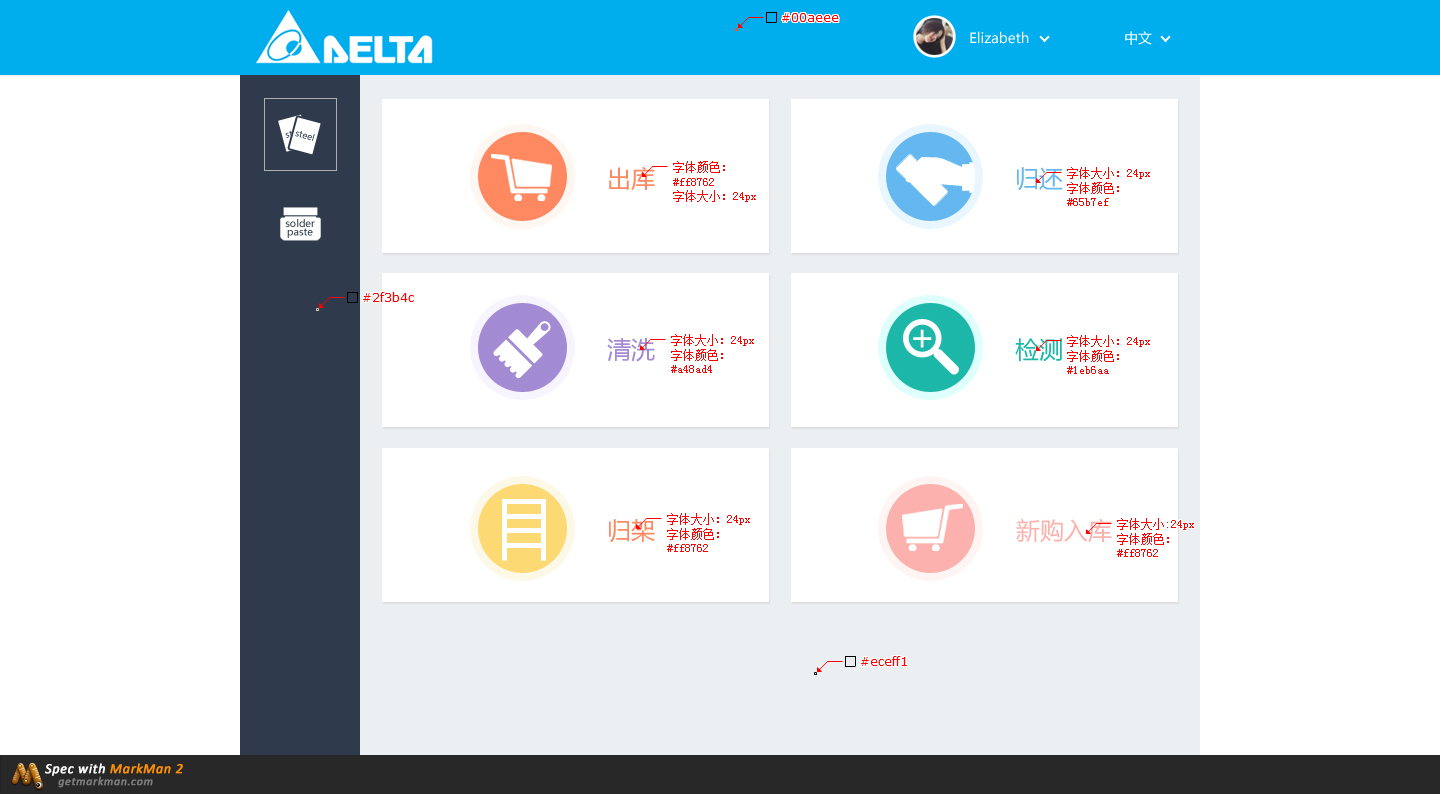 DELTA
#00aeee
Elizabeth
中文
steel
solder
paste
#2f3b4c
出库
字体颜色：
#ff8762
字体大小：24px
归还
字体大小：24px
字体颜色：
#65b7ef
清洗
字体大小：24px
字体颜色：
#a48ad4
检测
字体大小：24px
字体颜色：
#1eb6aa
归架
字体大小：24px
字体颜色：
#ff8762
新购入库
字体大小:24px
字体颜色：
#ff8762
#eceff1
Spec with MarkMan 2
getmarkman.com